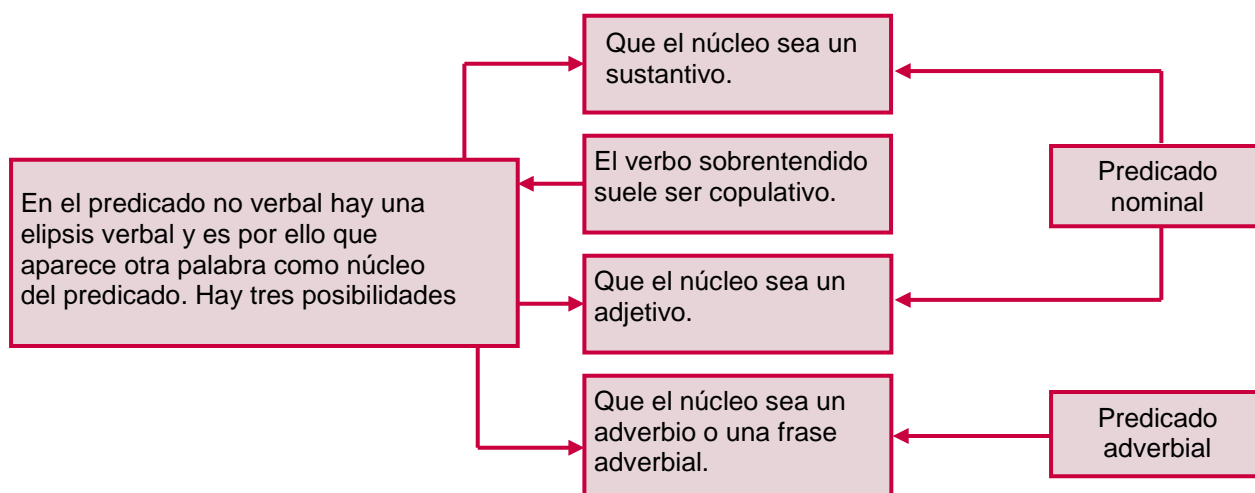 Que el núcleo sea un
sustantivo.
El verbo sobrentendido
suele ser copulativo.
Predicado
nominal
En el predicado no verbal hay una
elipsis verbal y es por ello que
aparece otra palabra como núcleo
del predicado. Hay tres posibilidades
Que el núcleo sea un
adjetivo.
Que el núcleo sea un
adverbio o una frase
adverbial.
Predicado
adverbial